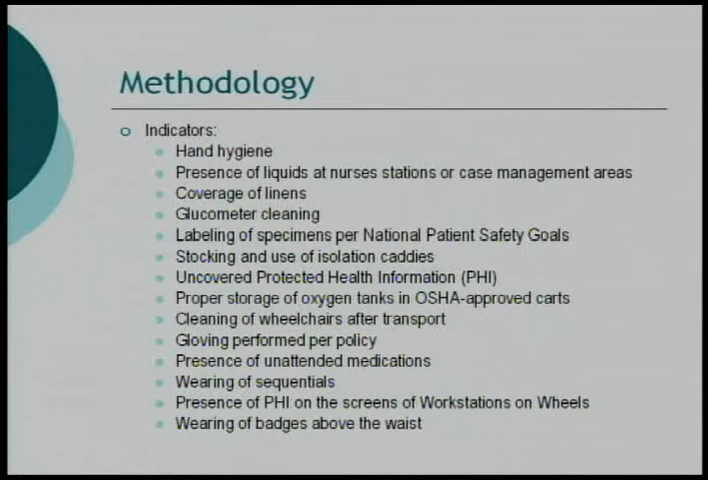 Methodology
Indicators:
Hand hygiene
Presence of liquids at nurses stations or case management areas
Coverage of linens
Glucometer cleaning
Labeling of specimens per National Patient Safety Goals
Stocking and use of isolation caddies
Uncovered Protected Health Information (PHI)
Proper storage of oxygen tanks in OSHA-approved carts
Cleaning of wheelchairs after transport
Gloving performed per policy
Presence of unattended medications
Wearing of sequentials
Presence of PHI on the screens of Workstations on Wheels
Wearing of badges above the waist